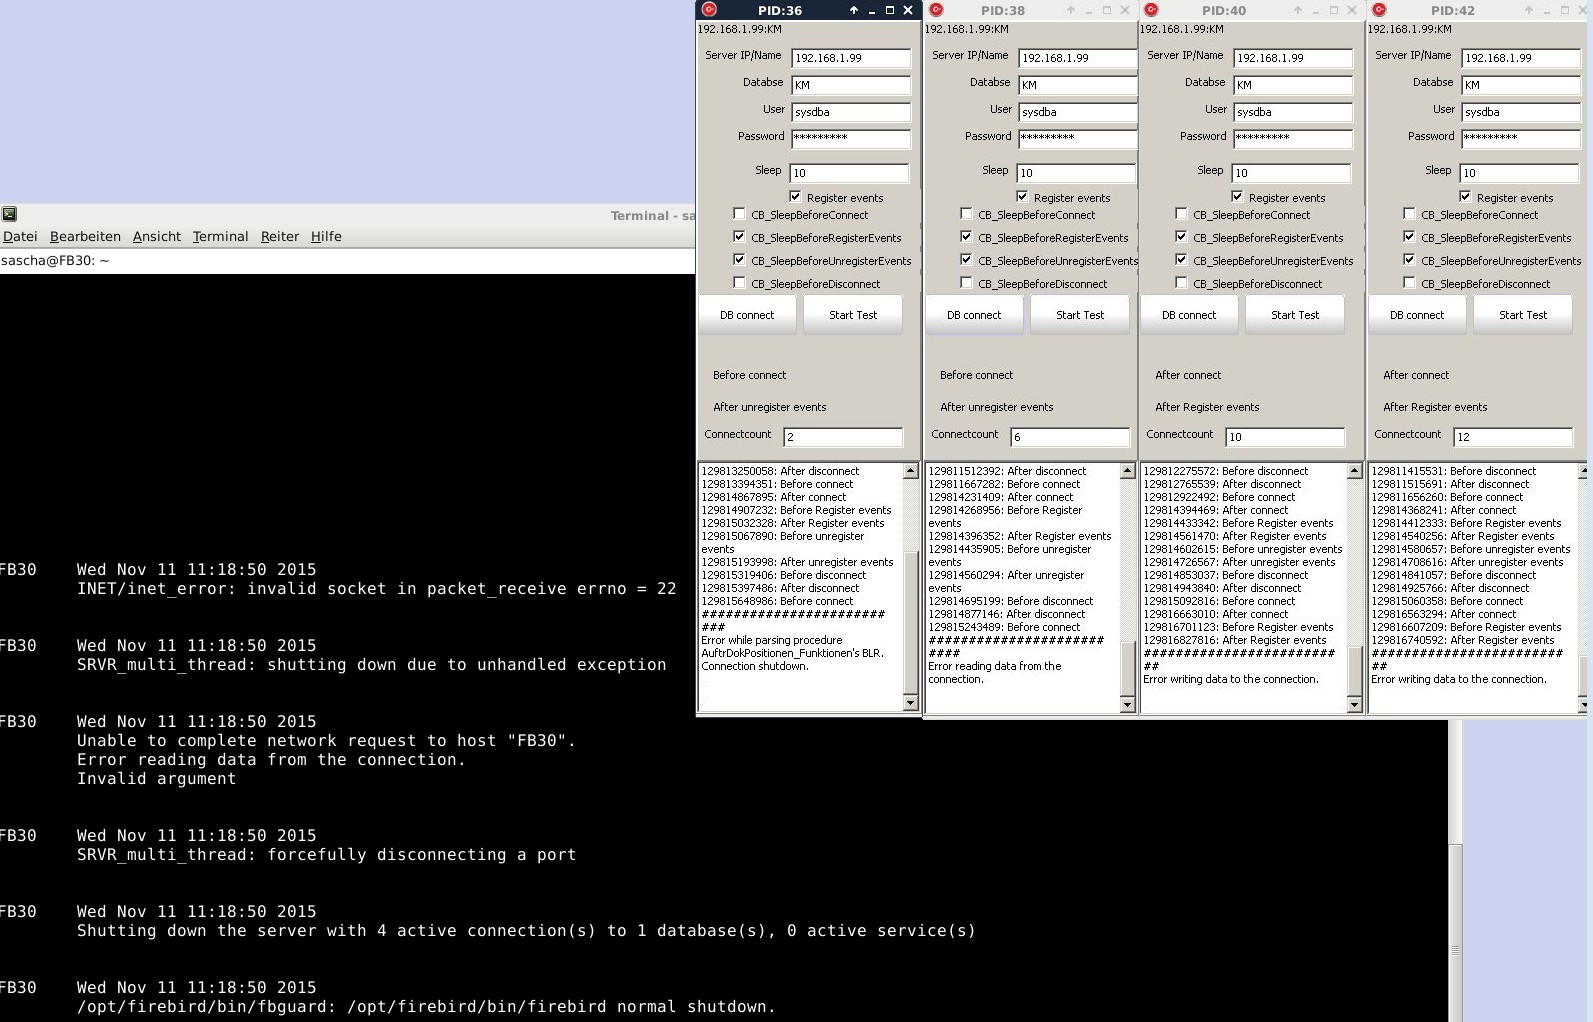 PID:36
192.168.1.99:KM
Server IP/Name 192.168.1.99
Databse KM
User sysdba
Password *********
Sleep 10
Register events
CB_SleepBeforeConnect
CB_SleepBeforeRegisterEvents
CB_SleepBeforeUnregisterEvents
CB_SleepBeforeDisconnect
DB connect Start Test
Before connect
After unregister events
Connectcount 2
129813250058: After disconnect
129813394351: Before connect
129814867895: After connect
129814907232: Before Register events
129815032328: After Register events
129815067890: Before unregister
events
129815193998: After unregister events
129815319406: Before disconnect
129815397486: After disconnect
129815648986: Before connect
#######################
###
Error while parsing procedure
AuftrDokPositionen_Funktionen's BLR.
Connection shutdown.
PID:38
192.168.1.99:KM
Server IP/Name 192.168.1.99
Databse KM
User sysdba
Password *********
Sleep 10
Register events
CB_SleepBeforeConnect
CB_SleepBeforeRegisterEvents
CB_SleepBeforeUnregisterEvents
CB_SleepBeforeDisconnect
DB connect Start Test
Before connect
After unregister events
Connectcount 6
129811512392: After disconnect
129811667282: Before connect
129814231409: After connect
129814268956: Before Register
events
129814396352: After Register events
129814435905: Before unregister
events
129814560294: After unregister
events
129814695199: Before disconnect
129814877146: After disconnect
129815243489: Before connect
######################
####
Error reading data from the
connection.
PID:40
192.168.1.99:KM
Server IP/Name 192.168.1.99
Databse KM
User sysdba
Password *********
Sleep 10
Register events
CB_SleepBeforeConnect
CB_SleepBeforeRegisterEvents
CB_SleepBeforeUnregisterEvents
CB_SleepBeforeDisconnect
DB connect Start Test
After connect
After Register events
Connectcount 10
129812275572: Before disconnect
129812765539: After disconnect
129812922492: Before connect
129814394469: After connect
129814433342: Before Register events
129814561470: After Register events
129814602615: Before unregister events
129814726567: After unregister events
129814853037: Before disconnect
129814943840: After disconnect
129815092816: Before connect
129816663010: After connect
129816701123: Before Register events
129816827816: After Register events
########################
##
Error writing data to the connection.
PID:42
192.168.1.99:KM
Server IP/Name 192.168.1.99
Databse KM
User sysdba
Password *********
Sleep 10
Register events
CB_SleepBeforeConnect
CB_SleepBeforeRegisterEvents
CB_SleepBeforeUnregisterEvents
CB_SleepBeforeDisconnect
DB connect Start Test
After connect
After Register events
Connectcount 12
129811415531: Before disconnect
129811515691: After disconnect
129811656260: Before connect
129814368241: After connect
129814412333: Before Register events
129814540256: After Register events
129814580657: Before unregister events
129814708616: After unregister events
129814841057: Before disconnect
129814925766: After disconnect
129815060358: Before connect
129816563294: After connect
129816607209: Before Register events
129816740592: After Register events
########################
##
Error writing data to the connection.
Terminal - sa
Datei Bearbeiten Ansicht Terminal Reiter Hilfe
sascha@FB30: ~
FB30 Wed Nov 11 11:18:50 2015
INET/inet_error: invalid socket in packet_receive errno = 22
FB30 Wed Nov 11 11:18:50 2015
SRVR_multi_thread: shutting down due to unhandled exception
FB30 Wed Nov 11 11:18:50 2015
Unable to complete network request to host "FB30".
Error reading data from the connection.
Invalid argument
FB30 Wed Nov 11 11:18:50 2015
SRVR_multi_thread: forcefully disconnecting a port
FB30 Wed Nov 11 11:18:50 2015
Shutting down the server with 4 active connection(s) to 1 database(s), 0 active service(s)
FB30 Wed Nov 11 11:18:50 2015
/opt/firebird/bin/fbguard: /opt/firebird/bin/firebird normal shutdown.